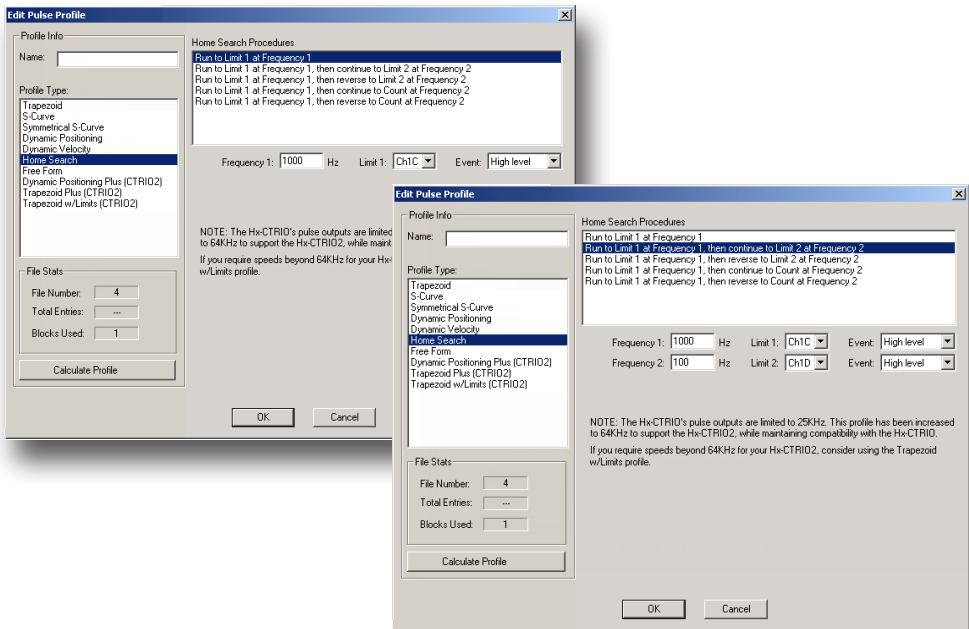 Edit Pulse Profile
Profile Info
Name:
Profile Type:
Trapezoid
S-Curve
Symmetrical S-Curve
Dynamic Positioning
Dynamic Velocity
Home Search
Free Form
Dynamic Positioning Plus (CTRIO2)
Trapezoid Plus (CTRIO2)
Trapezoid w/Limits (CTRIO2)
File Stats
File Number: 4
Total Entries: ---
Blocks Used: 1
Calculate Profile
Home Search Procedures
Run to Limit 1 at Frequency 1
Run to Limit 1 at Frequency 1, then continue to Limit 2 at Frequency 2
Run to Limit 1 at Frequency 1, then reverse to Limit 2 at Frequency 2
Run to Limit 1 at Frequency 1, then continue to Count at Frequency 2
Run to Limit 1 at Frequency 1, then reverse to Count at Frequency 2
Frequency 1: 1000 Hz Limit 1: Ch1C Event: High level
NOTE: The Hx-CTRIO's pulse outputs are limited
to 64KHz to support the Hx-CTRIO2, while maint
If you require speeds beyond 64KHz for your Hx-
w/Limits profile.
OK Cancel
Edit Pulse Profile
Profile Info
Name:
Profile Type:
Trapezoid
S-Curve
Symmetrical S-Curve
Dynamic Positioning
Dynamic Velocity
Home Search
Free Form
Dynamic Positioning Plus (CTRIO2)
Trapezoid Plus (CTRIO2)
Trapezoid w/Limits (CTRIO2)
File Stats
File Number: 4
Total Entries: ---
Blocks Used: 1
Calculate Profile
Home Search Procedures
Run to Limit 1 at Frequency 1
Run to Limit 1 at Frequency 1, then continue to Limit 2 at Frequency 2
Run to Limit 1 at Frequency 1, then reverse to Limit 2 at Frequency 2
Run to Limit 1 at Frequency 1, then continue to Count at Frequency 2
Run to Limit 1 at Frequency 1, then reverse to Count at Frequency 2
Frequency 1: 1000 Hz Limit 1: Ch1C Event: High level
Frequency 2: 100 Hz Limit 2: Ch1D Event: High level
NOTE: The Hx-CTRIO's pulse outputs are limited to 25KHz. This profile has been increased
to 64KHz to support the Hx-CTRIO2, while maintaining compatibility with the Hx-CTRIO.
If you require speeds beyond 64KHz for your Hx-CTRIO2, consider using the Trapezoid
w/Limits profile.
OK Cancel